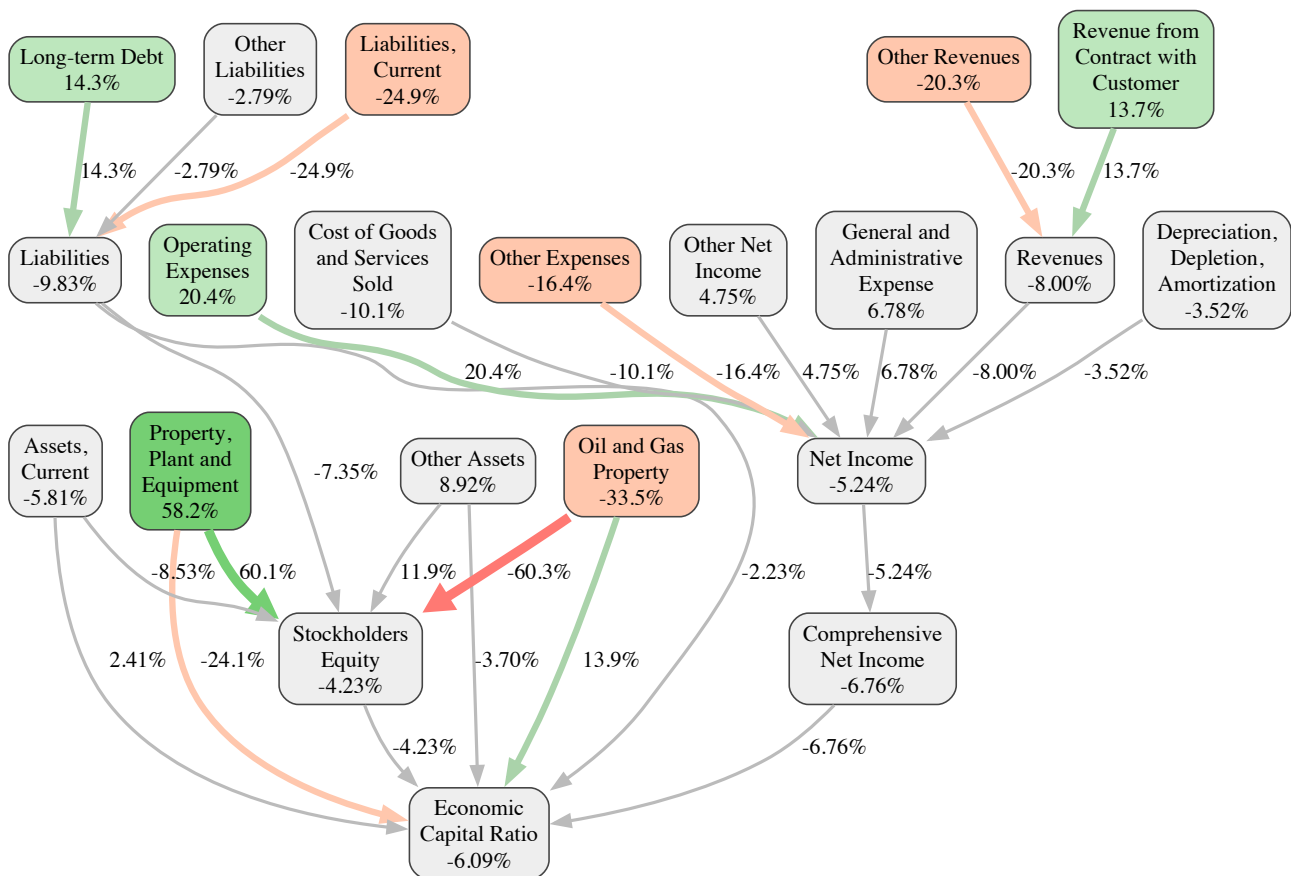 Long-term Debt
14.3%
Other
Liabilities
-2.79%
Liabilities,
Current
-24.9%
Other Revenues
-20.3%
Revenue from
Contract with
Customer
13.7%
14.3%
-2.79%
-24.9%
-20.3%
13.7%
Liabilities
-9.83%
Operating
Expenses
20.4%
Cost of Goods
and Services
Sold
-10.1%
Other Expenses
-16.4%
Other Net
Income
4.75%
General and
Administrative
Expense
6.78%
Revenues
-8.00%
Depreciation,
Depletion,
Amortization
-3.52%
20.4%
-10.1%
-16.4%
4.75%
6.78%
-8.00%
-3.52%
Assets,
Current
-5.81%
Property,
Plant and
Equipment
58.2%
-7.35%
Other Assets
8.92%
Oil and Gas
Property
-33.5%
Net Income
-5.24%
-8.53%
60.1%
11.9%
-60.3%
-2.23%
-5.24%
2.41%
-24.1%
Stockholders
Equity
-4.23%
-3.70%
13.9%
Comprehensive
Net Income
-6.76%
-4.23%
-6.76%
Economic
Capital Ratio
-6.09%